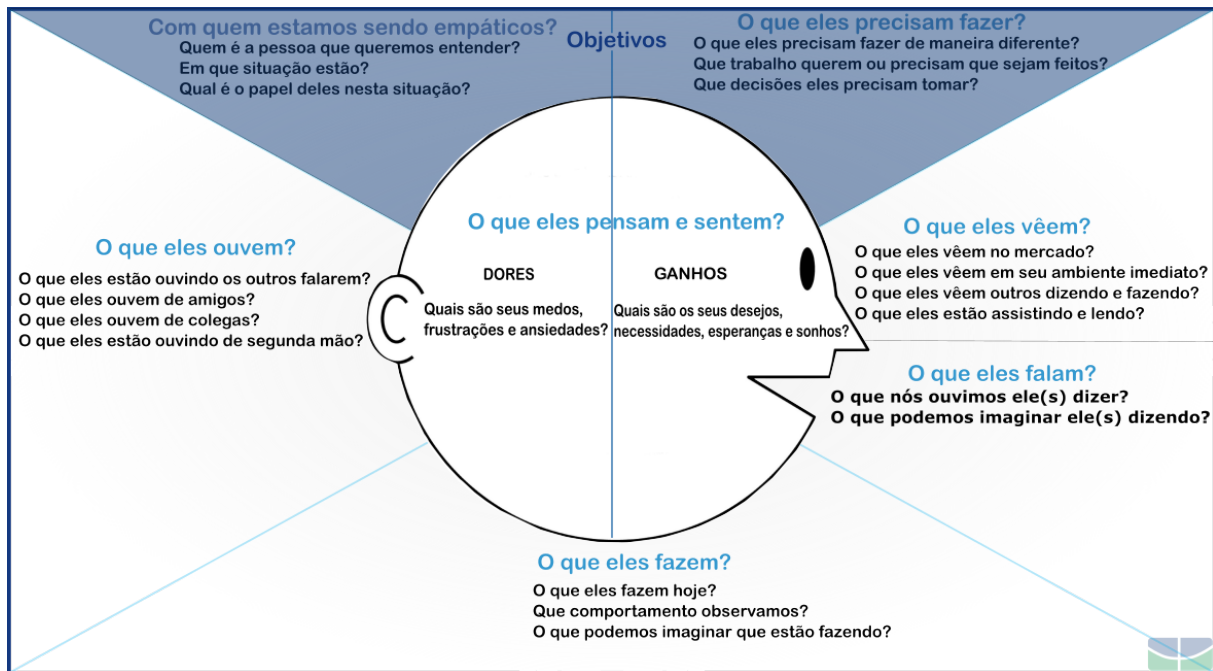 Com quem estamos sendo empáticos?
Quem é a pessoa que queremos entender?
Em que situação estão?
Qual é o papel deles nesta situação?
Objetivos
O que eles precisam fazer?
O que eles precisam fazer de maneira diferente?
Que trabalho querem ou precisam que sejam feitos?
Que decisões eles precisam tomar?
O que eles pensam e sentem?
DORES
Quais são seus medos,
frustrações e ansiedades?
GANHOS
Quais são os seus desejos,
necessidades, esperanças e sonhos?
O que eles ouvem?
O que eles estão ouvindo os outros falarem?
O que eles ouvem de amigos?
O que eles ouvem de colegas?
O que eles estão ouvindo de segunda mão?
O que eles vêem?
O que eles vêem no mercado?
O que eles vêem em seu ambiente imediato?
O que eles vêem outros dizendo e fazendo?
O que eles estão assistindo e lendo?
O que eles falam?
O que nós ouvimos ele(s) dizer?
O que podemos imaginar ele(s) dizendo?
O que eles fazem?
O que eles fazem hoje?
Que comportamento observamos?
O que podemos imaginar que estão fazendo?